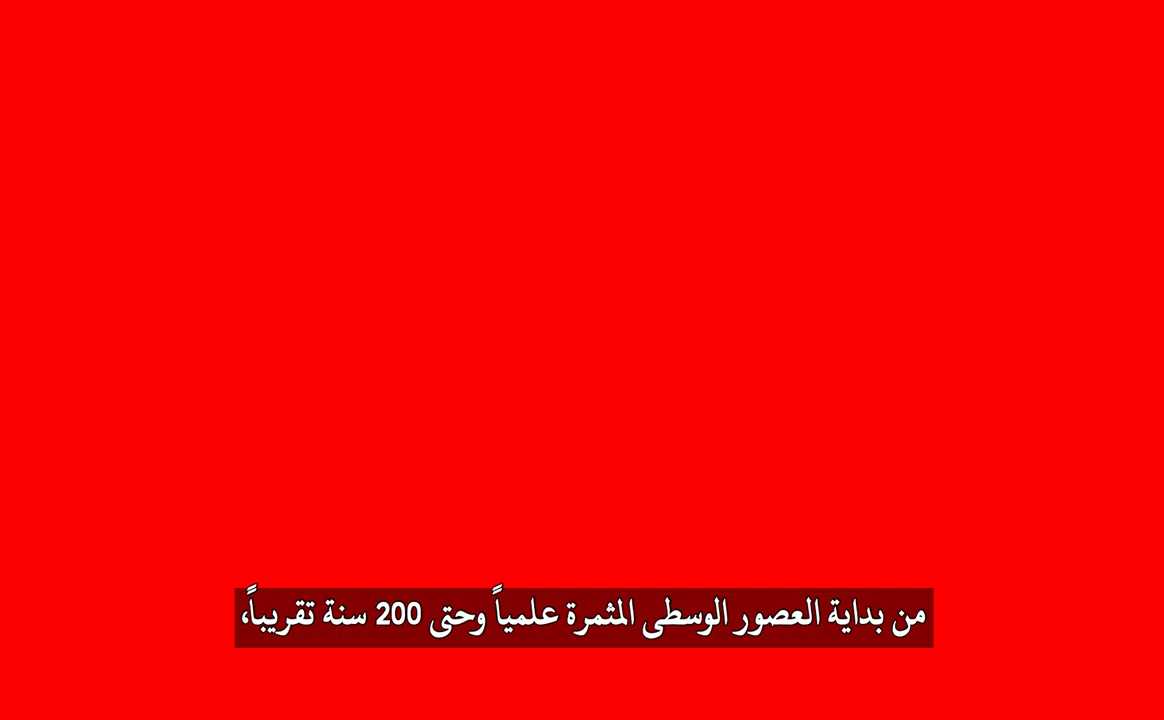 من بداية العصور الوسطى المثمرة علمياً وحتى 200 سنة تقريباً،